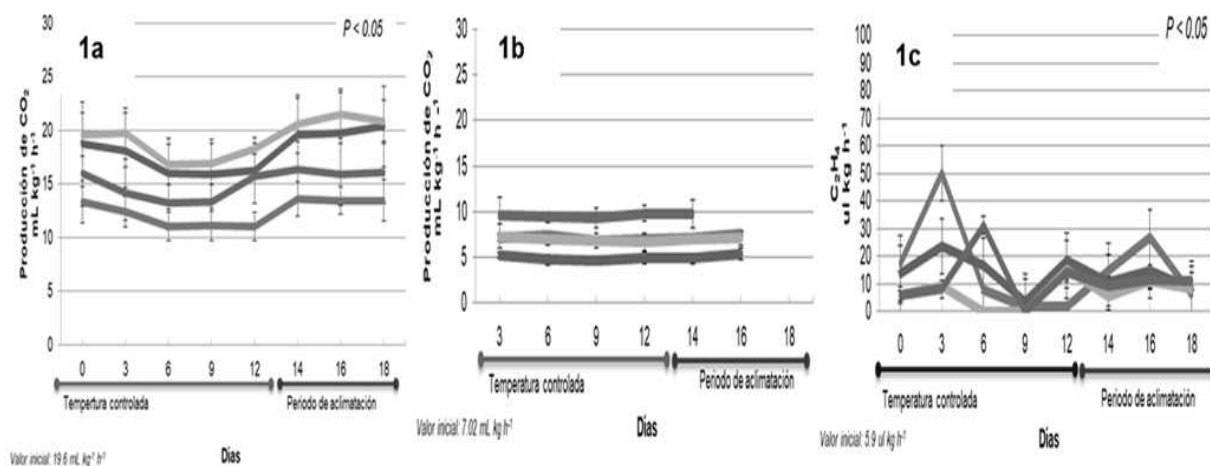 1a
P < 0.05
Producción de CO₂
mL kg⁻¹ h⁻¹
30
25
20
15
10
5
0
0 3 6 9 12 14 16 18
Tempertura controlada
Periodo de aclimatación
Días
Valor inicial: 19.6 mL kg⁻¹ h⁻¹
1b
Producción de CO₂
mL kg⁻¹ h⁻¹
30
25
20
15
10
5
0
3 6 9 12 14 16 18
Temperatura controlada
Periodo de aclimatación
Días
Valor inicial: 7.02 mL kg h⁻¹
1c
P < 0.05
C₂H₄
ul kg⁻¹ h⁻¹
100
90
80
70
60
50
40
30
20
10
0
0 3 6 9 12 14 16 18
Temperatura controlada
Periodo de aclimatación
Días
Valor inicial: 5.9 ul kg h⁻¹